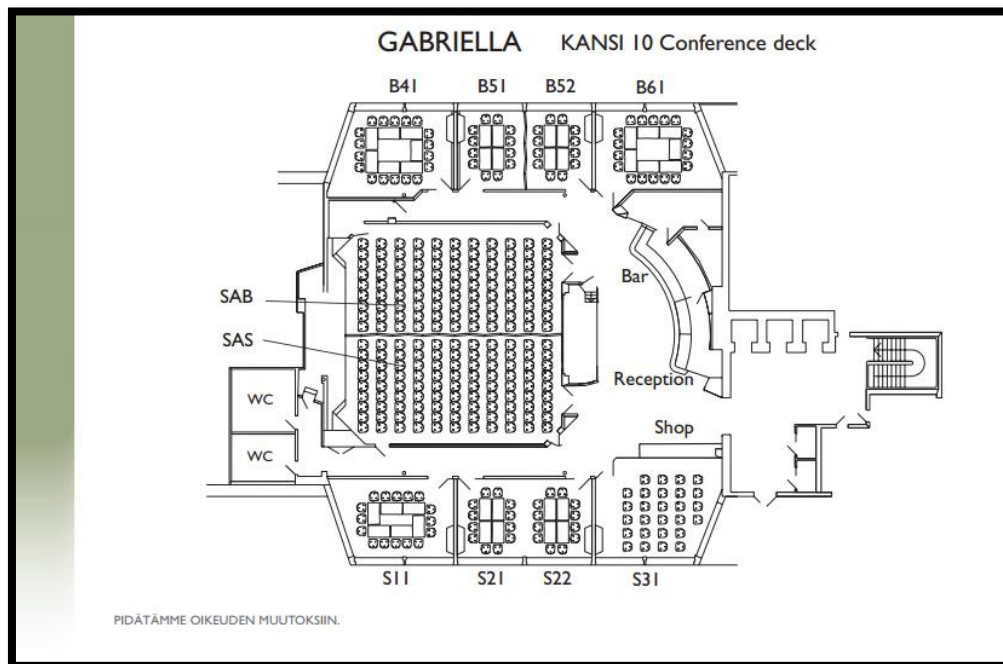 GABRIELLA KANSI 10 Conference deck
B41 B51 B52 B61
Bar
SAB
SAS
Reception
WC
Shop
WC
S11 S21 S22 S31
PIDÄTÄMME OIKEUDEN MUUTOKSIIN.